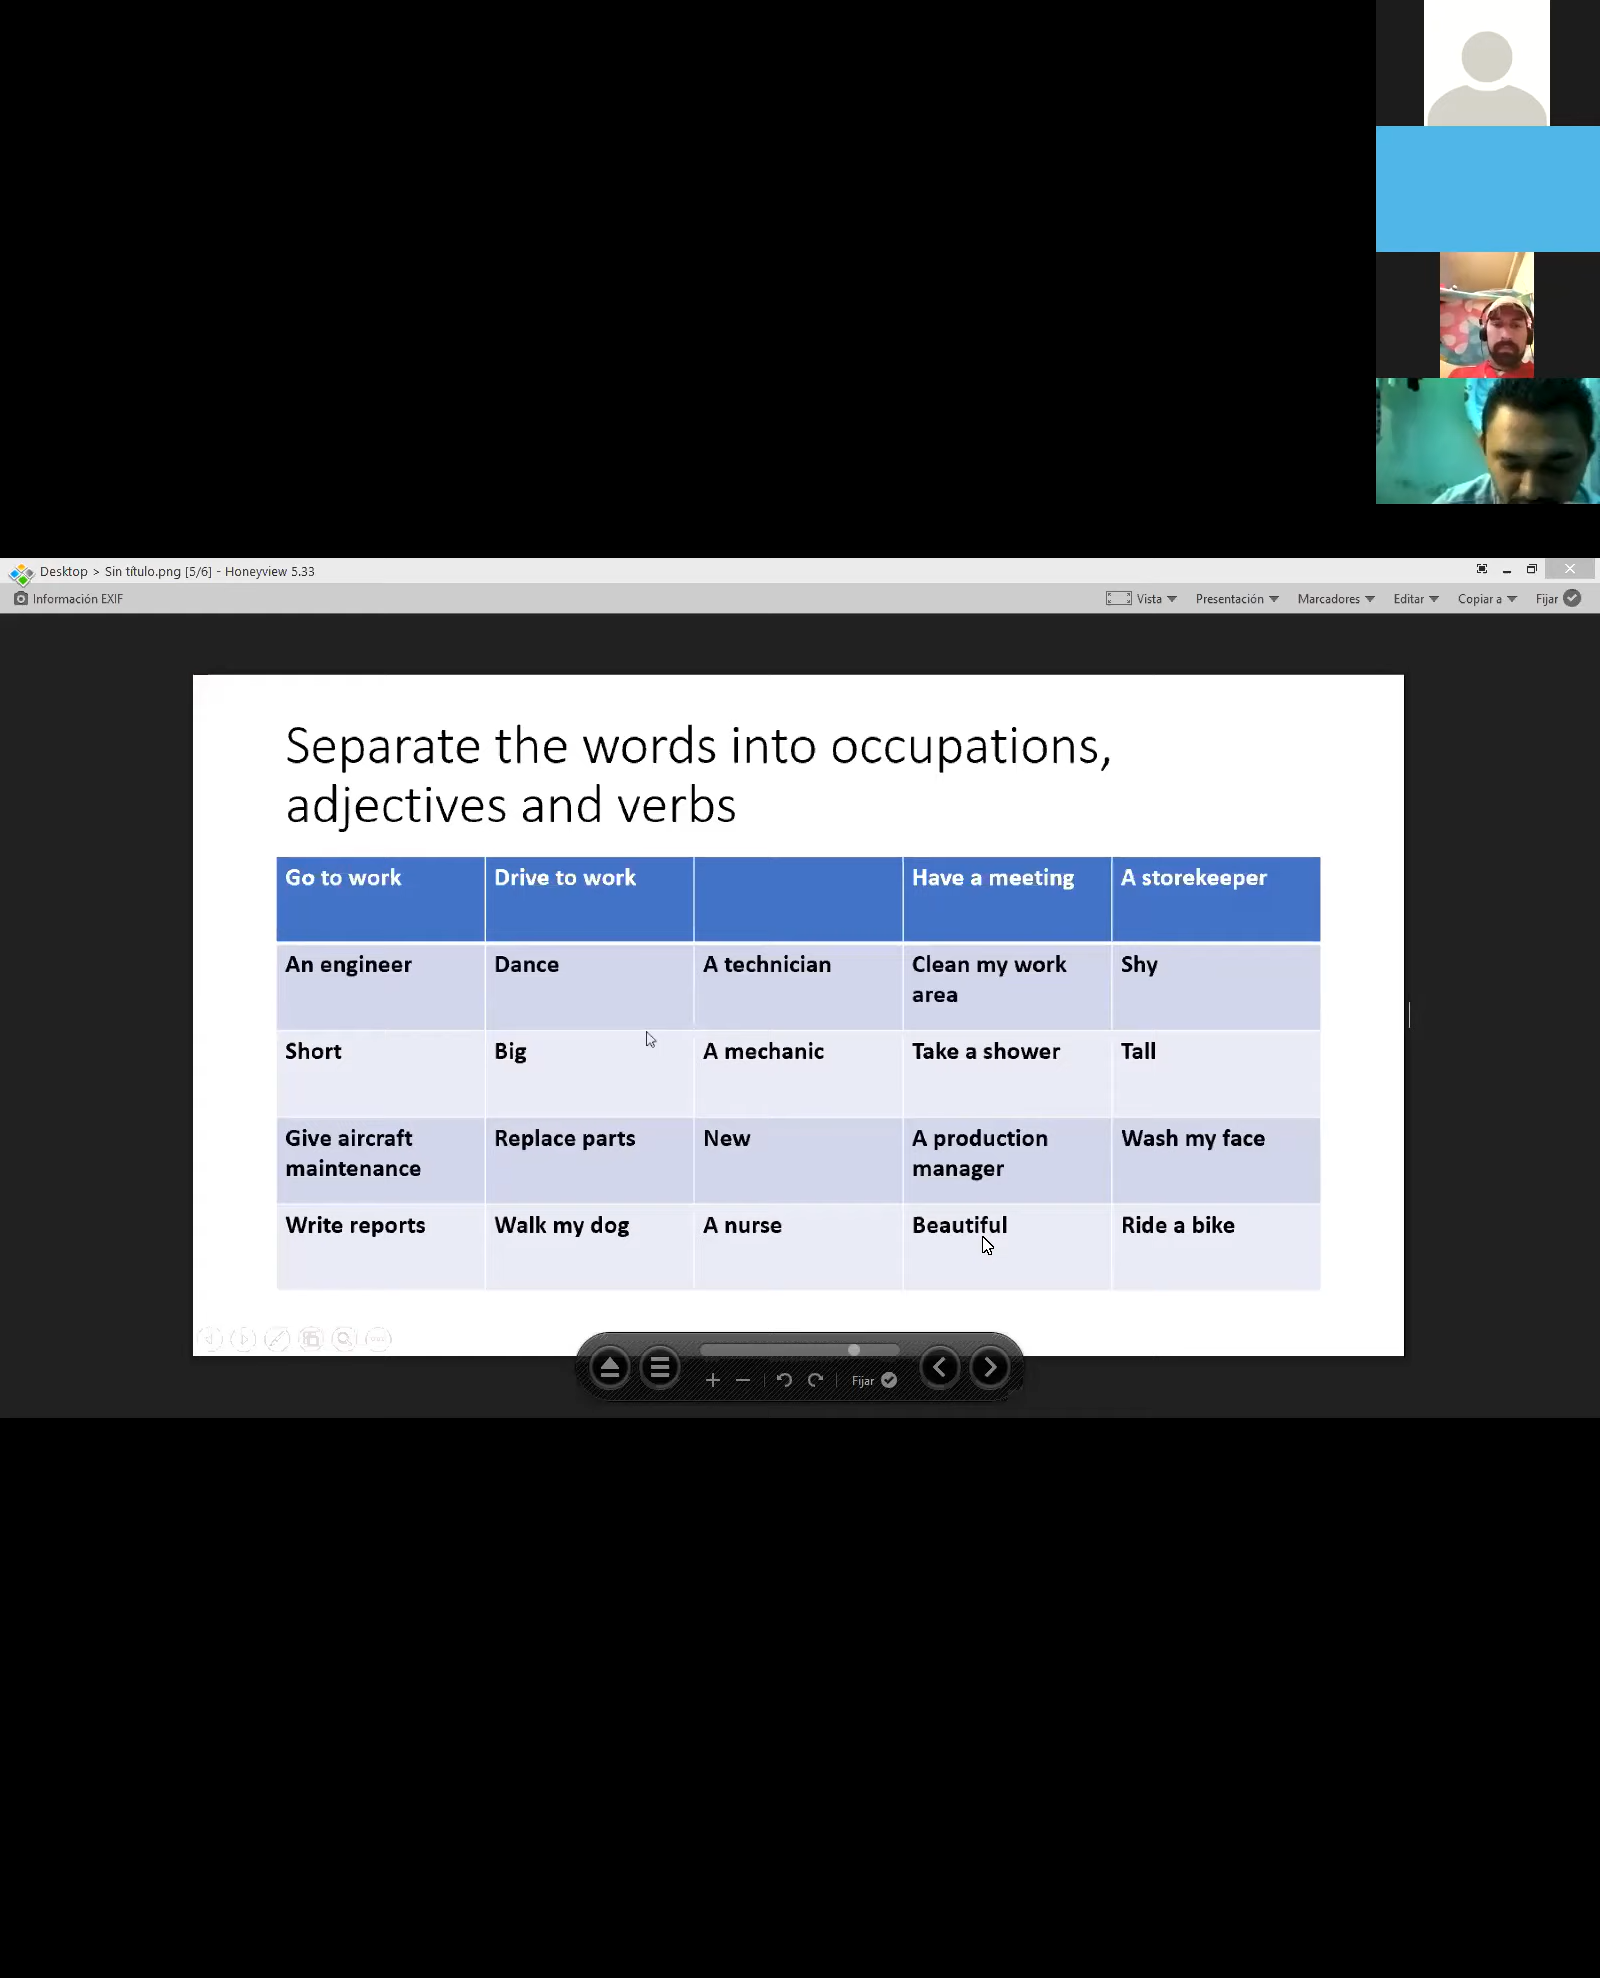 Desktop > Sin título.png [5/6] - Honeyview 5.33
Información EXIF
Vista Presentación Marcadores Editar Copiar a Fijar
Separate the words into occupations,
adjectives and verbs
Go to work Drive to work Have a meeting A storekeeper
An engineer Dance A technician Clean my work area Shy
Short Big A mechanic Take a shower Tall
Give aircraft maintenance Replace parts New A production manager Wash my face
Write reports Walk my dog A nurse Beautiful Ride a bike
Fijar